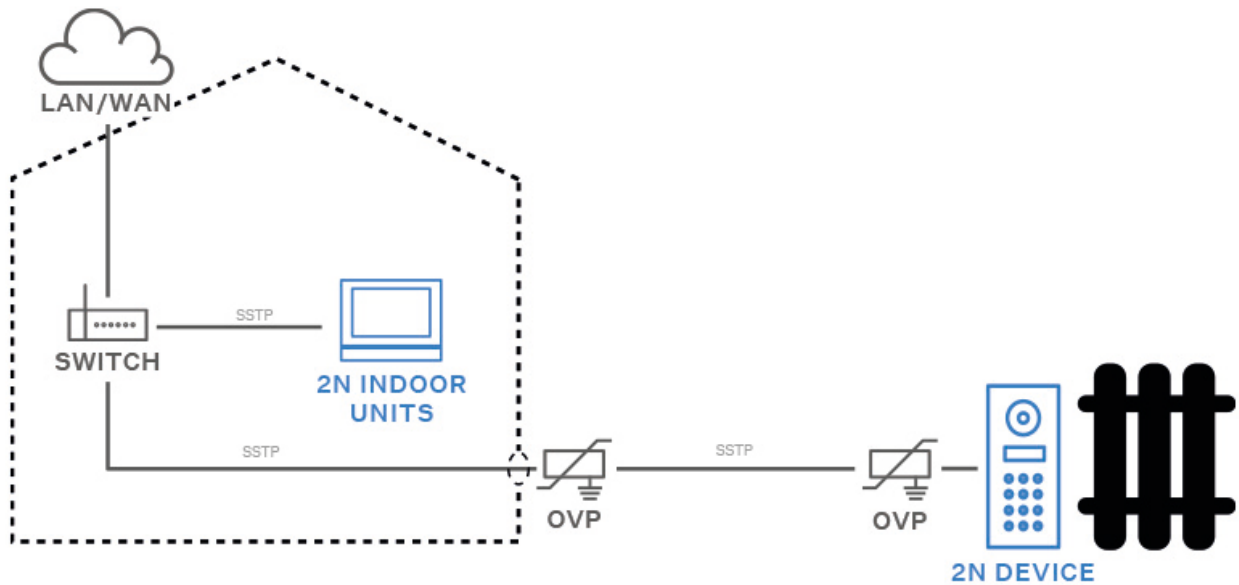 LAN/WAN
SSTP
SWITCH
2N INDOOR
UNITS
SSTP
SSTP
OVP
OVP
2N DEVICE